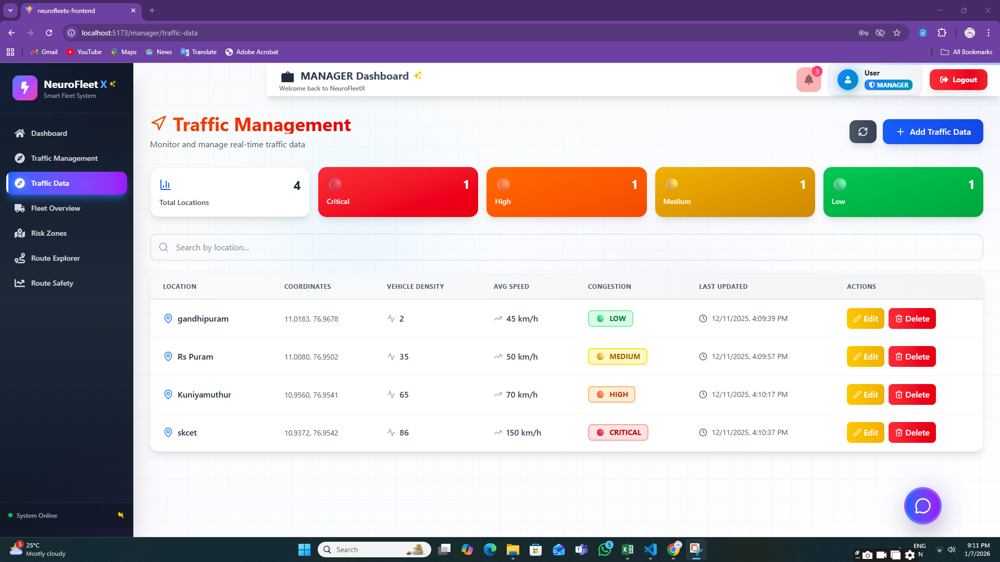 neurofleetx-frontend
localhost:5173/manager/traffic-data
Gmail YouTube Maps News Translate Adobe Acrobat All Bookmarks
NeuroFleet X
Smart Fleet System
Dashboard
Traffic Management
Traffic Data
Fleet Overview
Risk Zones
Route Explorer
Route Safety
System Online
MANAGER Dashboard
Welcome back to NeuroFleetX
3
User
MANAGER
Logout
Traffic Management
Monitor and manage real-time traffic data
Add Traffic Data
4
Total Locations
1
Critical
1
High
1
Medium
1
Low
Search by location...
LOCATION COORDINATES VEHICLE DENSITY AVG SPEED CONGESTION LAST UPDATED ACTIONS
gandhipuram 11.0183, 76.9678 2 45 km/h LOW 12/11/2025, 4:09:39 PM Edit Delete
Rs Puram 11.0080, 76.9502 35 50 km/h MEDIUM 12/11/2025, 4:09:57 PM Edit Delete
Kuniyamuthur 10.9560, 76.9541 65 70 km/h HIGH 12/11/2025, 4:10:17 PM Edit Delete
skcet 10.9372, 76.9542 86 150 km/h CRITICAL 12/11/2025, 4:10:37 PM Edit Delete
5
25°C
Mostly cloudy
Search
5
ENG
N
9:11 PM
1/7/2026